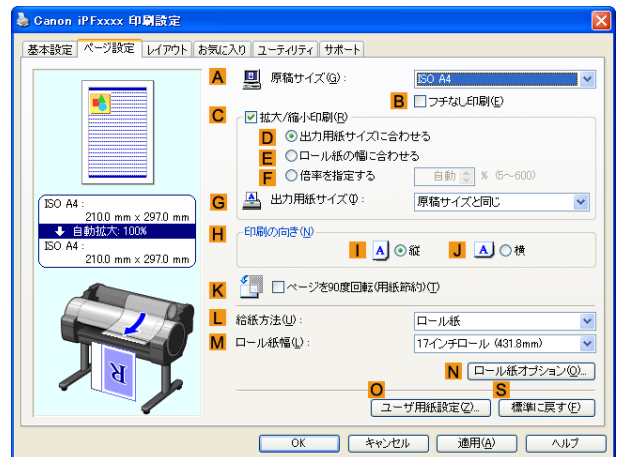 Canon iPFxxxx 印刷設定
基本設定 ページ設定 レイアウト お気に入り ユーティリティ サポート
A 原稿サイズ(G): ISO A4
B フチなし印刷(E)
C 拡大/縮小印刷(R)
D 出力用紙サイズに合わせる
E ロール紙の幅に合わせる
F 倍率を指定する 自動 % (5～600)
G 出力用紙サイズ(I): 原稿サイズと同じ
ISO A4 :
210.0 mm x 297.0 mm
自動拡大: 100%
ISO A4 :
210.0 mm x 297.0 mm
H 印刷の向き(N)
I A 縦 J A 横
K ページを90度回転(用紙節約)(T)
L 給紙方法(U): ロール紙
M ロール紙幅(L): 17インチロール (431.8mm)
N ロール紙オプション(O)...
R
O S
ユーザ用紙設定(Z)... 標準に戻す(F)
OK キャンセル 適用(A) ヘルプ